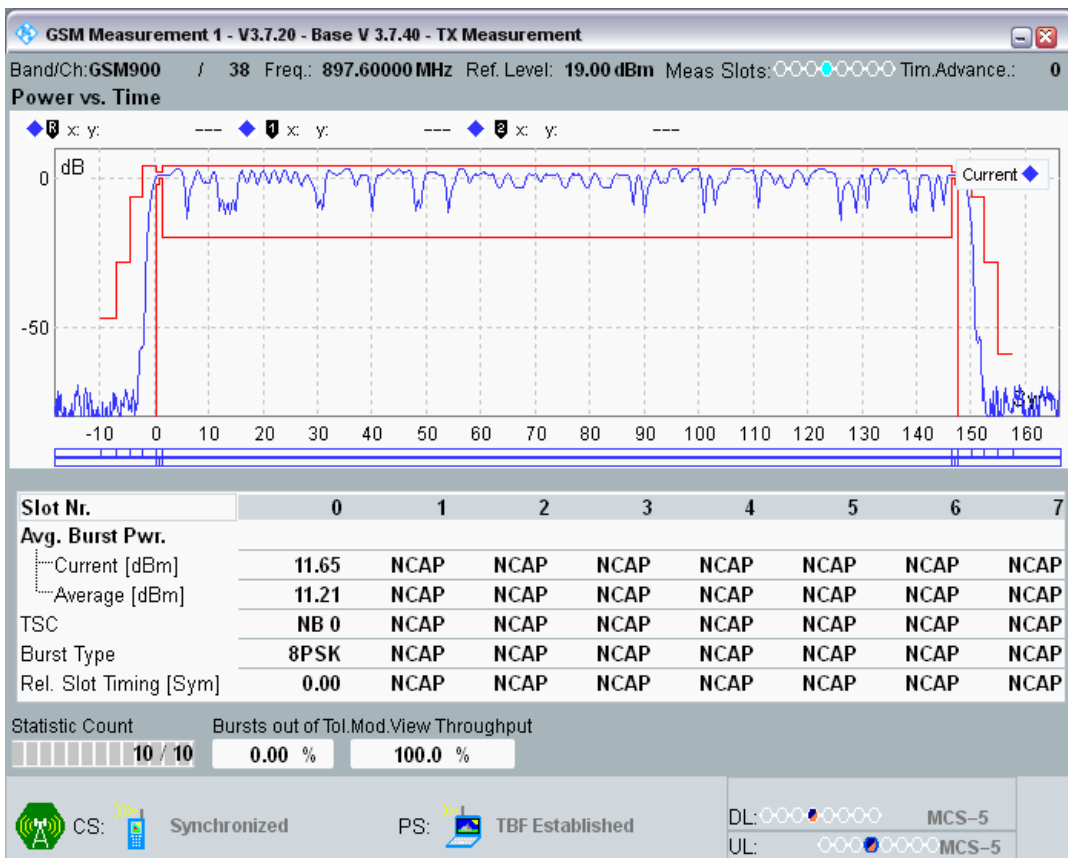 GSM Measurement 1 - V3.7.20 - Base V 3.7.40 - TX Measurement
Band/Ch:GSM900 / 38 Freq.: 897.60000 MHz Ref. Level: 19.00 dBm Meas Slots: Tim.Advance.: 0
Power vs. Time
R x: y: --- 1 x: y: --- 2 x: y: ---
dB
Current
0
-50
-10 0 10 20 30 40 50 60 70 80 90 100 110 120 130 140 150 160
Slot Nr. 0 1 2 3 4 5 6 7
Avg. Burst Pwr.
Current [dBm] 11.65 NCAP NCAP NCAP NCAP NCAP NCAP NCAP
Average [dBm] 11.21 NCAP NCAP NCAP NCAP NCAP NCAP NCAP
TSC NB 0 NCAP NCAP NCAP NCAP NCAP NCAP NCAP
Burst Type 8PSK NCAP NCAP NCAP NCAP NCAP NCAP NCAP
Rel. Slot Timing [Sym] 0.00 NCAP NCAP NCAP NCAP NCAP NCAP NCAP
Statistic Count Bursts out of Tol. Mod.View Throughput
10 / 10 0.00 % 100.0 %
CS: Synchronized PS: TBF Established DL: MCS-5
UL: MCS-5